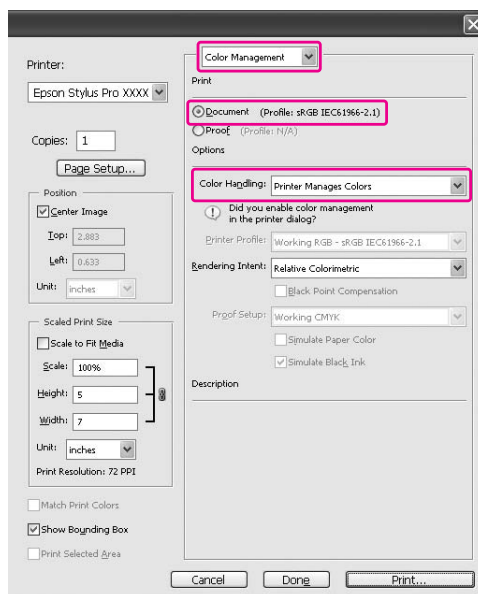 Printer:
Epson Stylus Pro XXXX
Copies: 1
Page Setup...
Position
Center Image
Top: 2.883
Left: 0.633
Unit: inches
Scaled Print Size
Scale to Fit Media
Scale: 100%
Height: 5
Width: 7
Unit: inches
Print Resolution: 72 PPI
Match Print Colors
Show Bounding Box
Print Selected Area
Color Management
Print
Document (Profile: sRGB IEC61966-2.1)
Proof (Profile: N/A)
Options
Color Handling: Printer Manages Colors
Did you enable color management
in the printer dialog?
Printer Profile: Working RGB - sRGB IEC61966-2.1
Rendering Intent: Relative Colorimetric
Black Point Compensation
Proof Setup: Working CMYK
Simulate Paper Color
Simulate Black Ink
Description
Cancel
Done
Print...